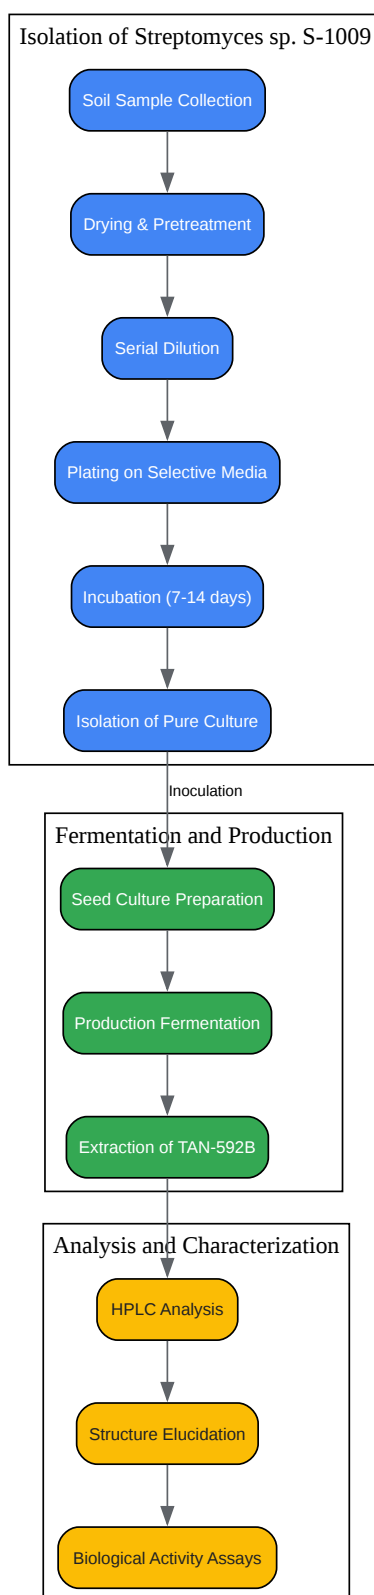 Isolation of Streptomyces sp. S-1009
Soil Sample Collection
Drying & Pretreatment
Serial Dilution
Plating on Selective Media
Incubation (7-14 days)
Isolation of Pure Culture
Inoculation
Fermentation and Production
Seed Culture Preparation
Production Fermentation
Extraction of TAN-592B
Analysis and Characterization
HPLC Analysis
Structure Elucidation
Biological Activity Assays